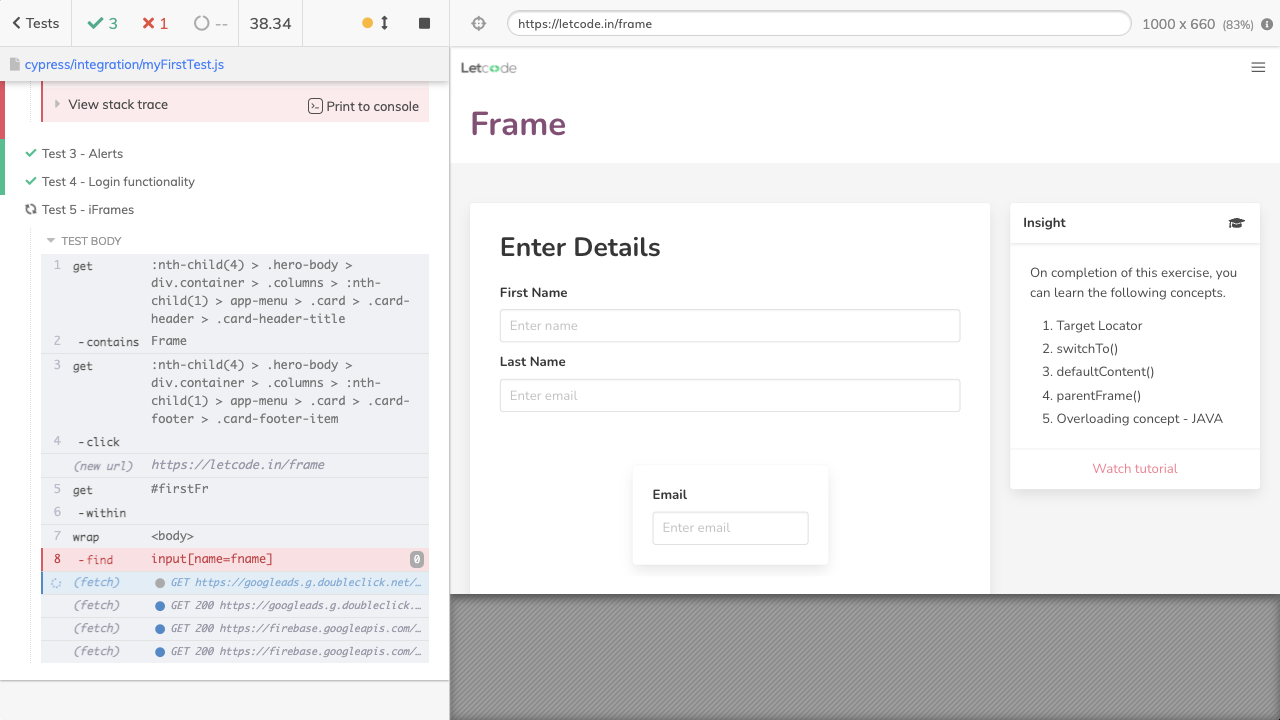 Tests
3
1
--
38.34
https://letcode.in/frame
1000 x 660 (83%)
cypress/integration/myFirstTest.js
View stack trace
Print to console
Test 3 - Alerts
Test 4 - Login functionality
Test 5 - iFrames
TEST BODY
1 get :nth-child(4) > .hero-body >
div.container > .columns > :nth-
child(1) > app-menu > .card > .card-
header > .card-header-title
2 -contains Frame
3 get :nth-child(4) > .hero-body >
div.container > .columns > :nth-
child(1) > app-menu > .card > .card-
footer > .card-footer-item
4 -click
(new url) https://letcode.in/frame
5 get #firstFr
6 -within
7 wrap <body>
8 -find input[name=fname] 0
(fetch) GET https://googleads.g.doubleclick.net/…
(fetch) GET 200 https://googleads.g.doubleclick.…
(fetch) GET 200 https://firebase.googleapis.com/…
(fetch) GET 200 https://firebase.googleapis.com/…
Letcode
Frame
Enter Details
First Name
Enter name
Last Name
Enter email
Email
Enter email
Insight
On completion of this exercise, you
can learn the following concepts.
1. Target Locator
2. switchTo()
3. defaultContent()
4. parentFrame()
5. Overloading concept - JAVA
Watch tutorial